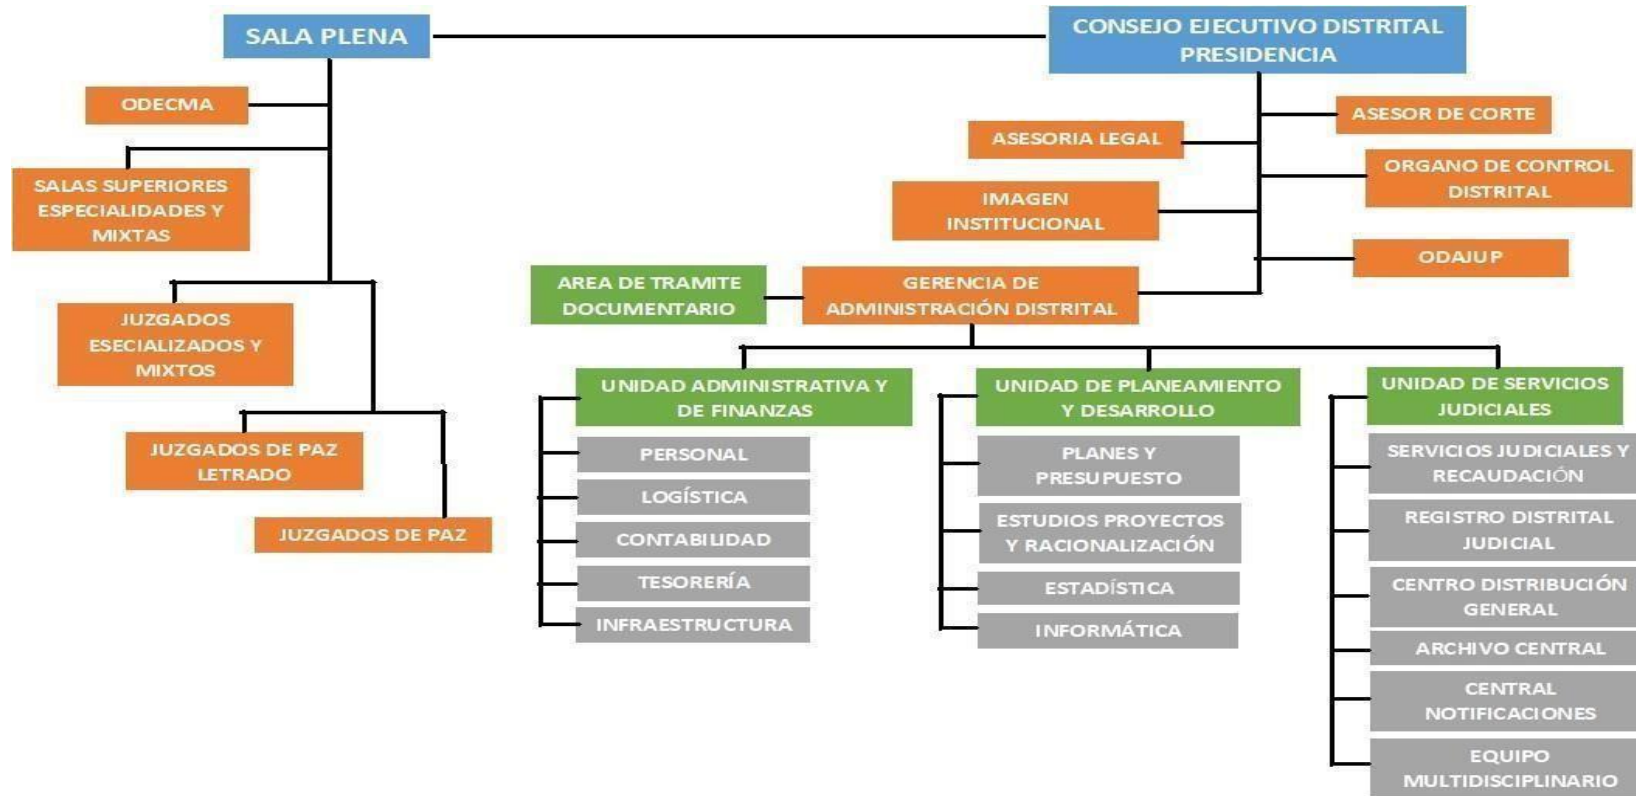 SALA PLENA
CONSEJO EJECUTIVO DISTRITAL
PRESIDENCIA
ODECMA
SALAS SUPERIORES
ESPECIALIDADES Y
MIXTAS
JUZGADOS
ESECIALIZADOS Y
MIXTOS
JUZGADOS DE PAZ
LETRADO
JUZGADOS DE PAZ
ASESOR DE CORTE
ASESORIA LEGAL
ORGANO DE CONTROL
DISTRITAL
IMAGEN
INSTITUCIONAL
ODAJUP
AREA DE TRAMITE
DOCUMENTARIO
GERENCIA DE
ADMINISTRACIÓN DISTRITAL
UNIDAD ADMINISTRATIVA Y
DE FINANZAS
PERSONAL
LOGÍSTICA
CONTABILIDAD
TESORERÍA
INFRAESTRUCTURA
UNIDAD DE PLANEAMIENTO
Y DESARROLLO
PLANES Y
PRESUPUESTO
ESTUDIOS PROYECTOS
Y RACIONALIZACIÓN
ESTADÍSTICA
INFORMÁTICA
UNIDAD DE SERVICIOS
JUDICIALES
SERVICIOS JUDICIALES Y
RECAUDACIÓN
REGISTRO DISTRITAL
JUDICIAL
CENTRO DISTRIBUCIÓN
GENERAL
ARCHIVO CENTRAL
CENTRAL
NOTIFICACIONES
EQUIPO
MULTIDISCIPLINARIO